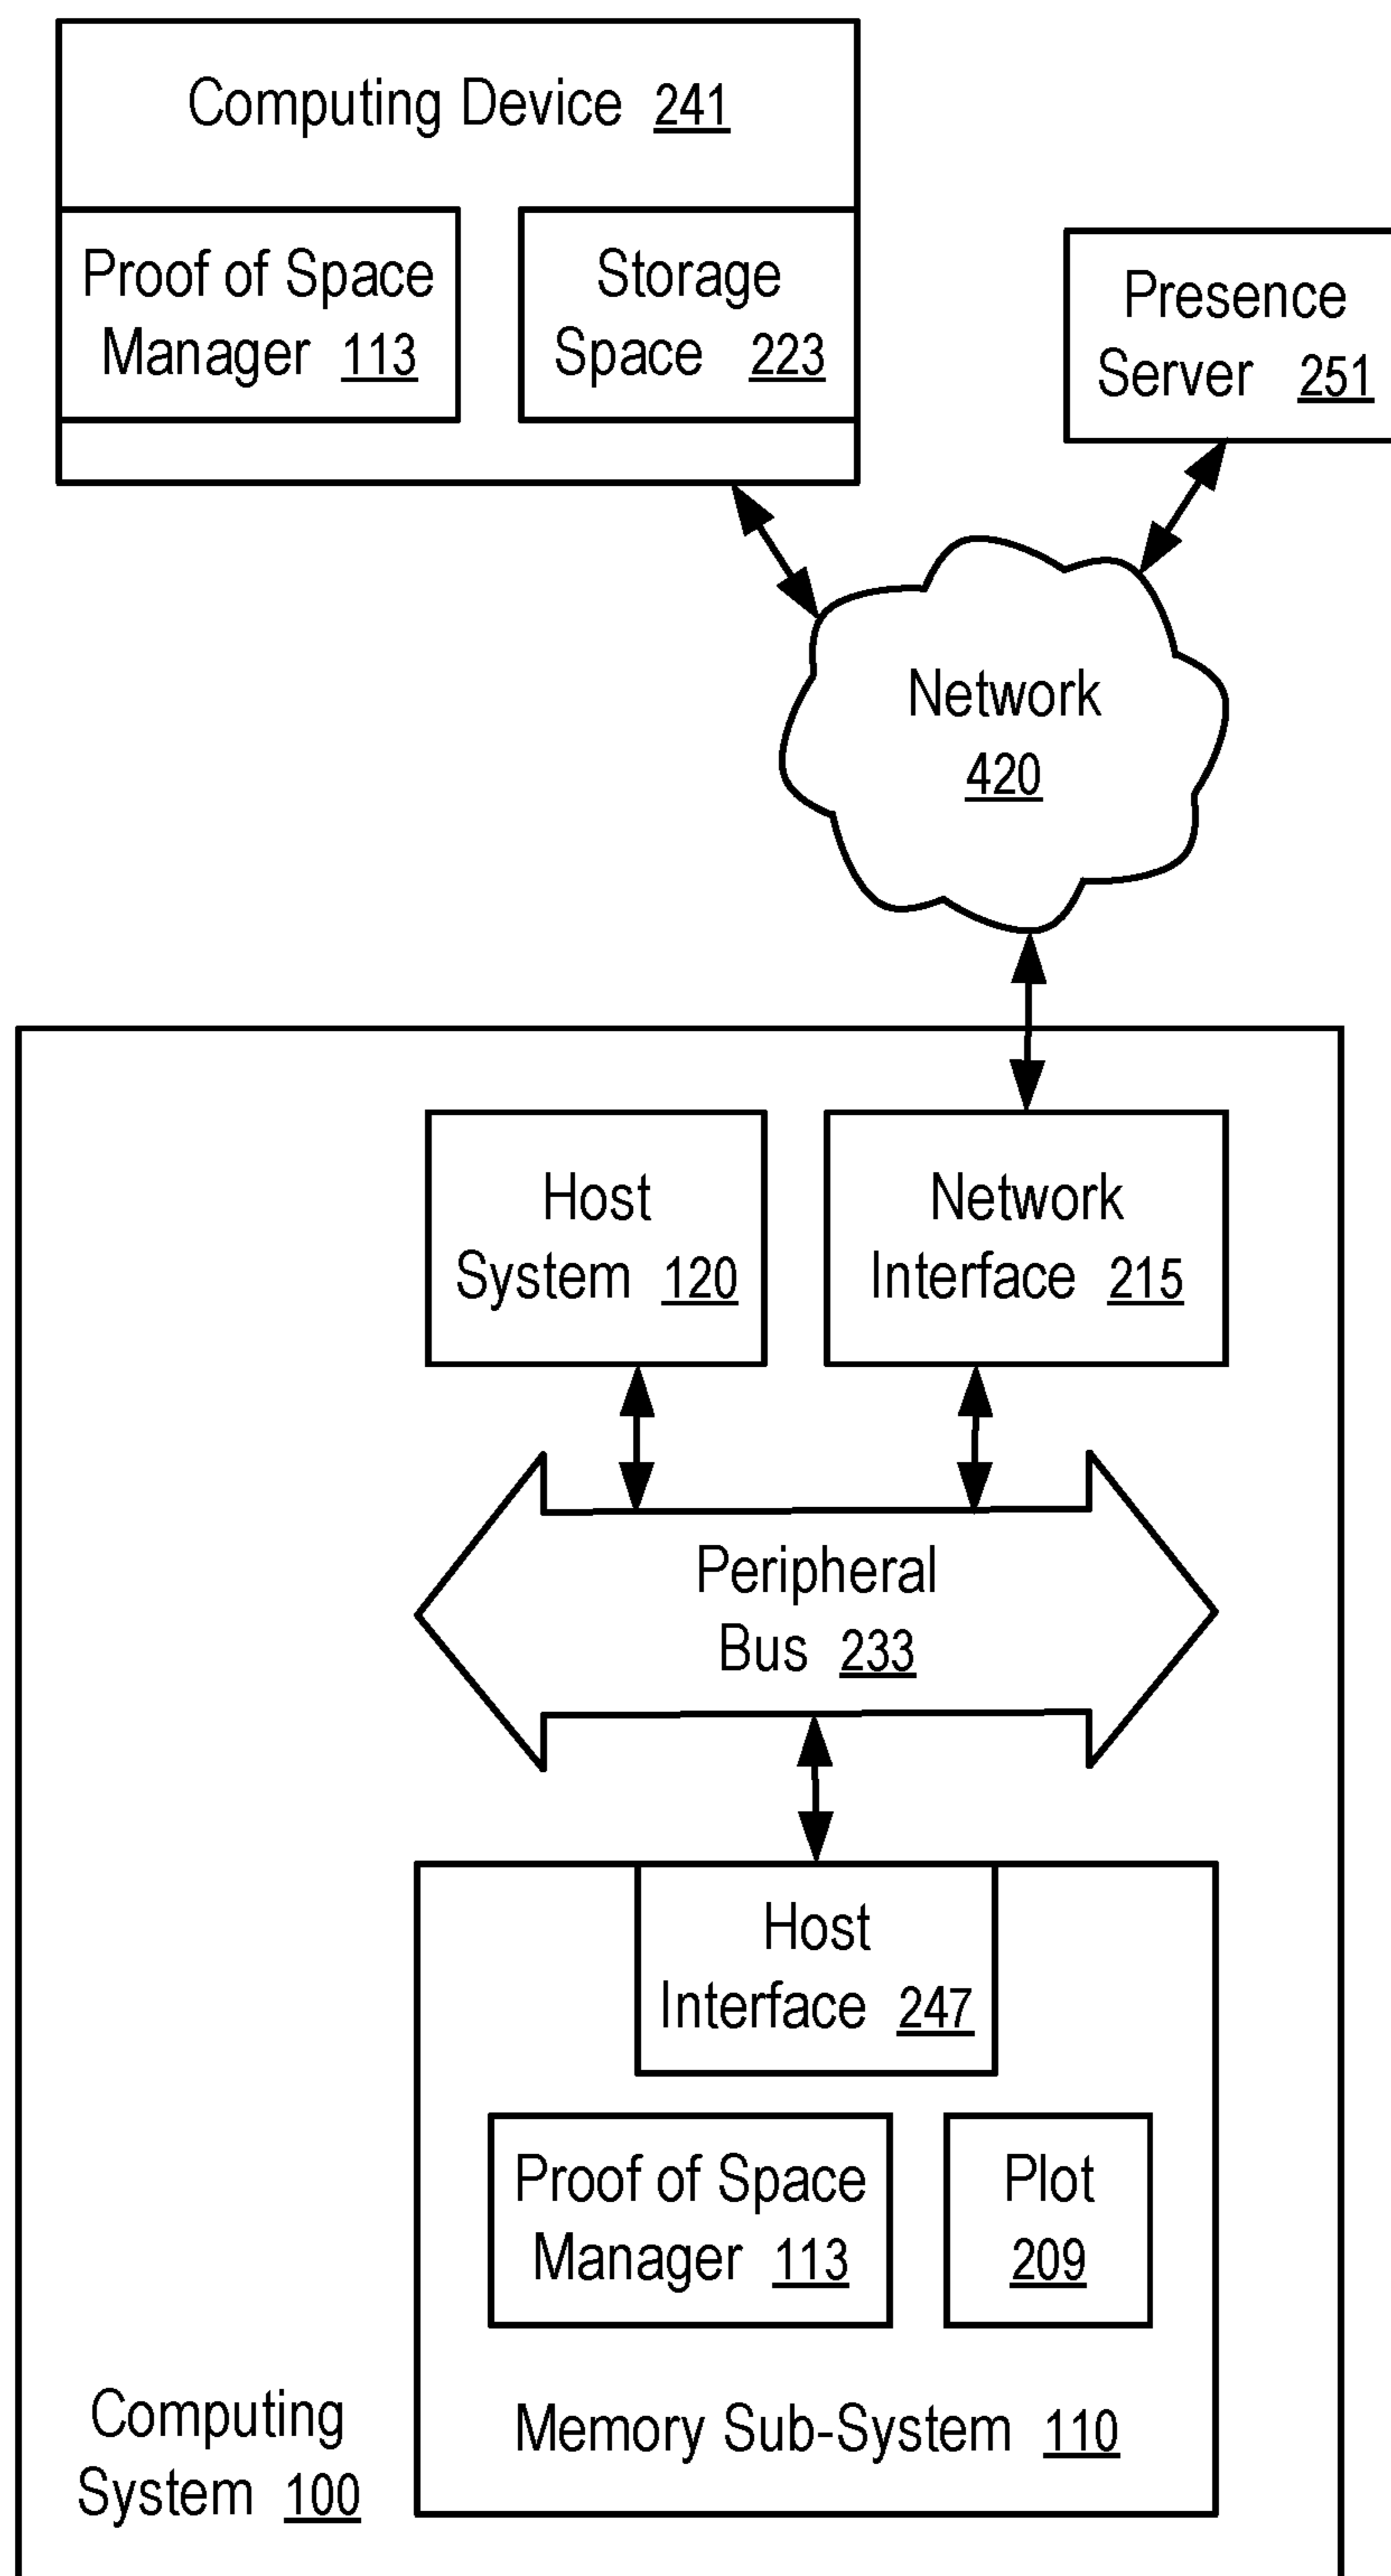 Computing Device 241
Proof of Space
Manager 113
Storage
Space 223
Presence
Server 251
Network
420
Host
System 120
Network
Interface 215
Peripheral
Bus 233
Host
Interface 247
Proof of Space
Manager 113
Plot
209
Memory Sub-System 110
Computing
System 100